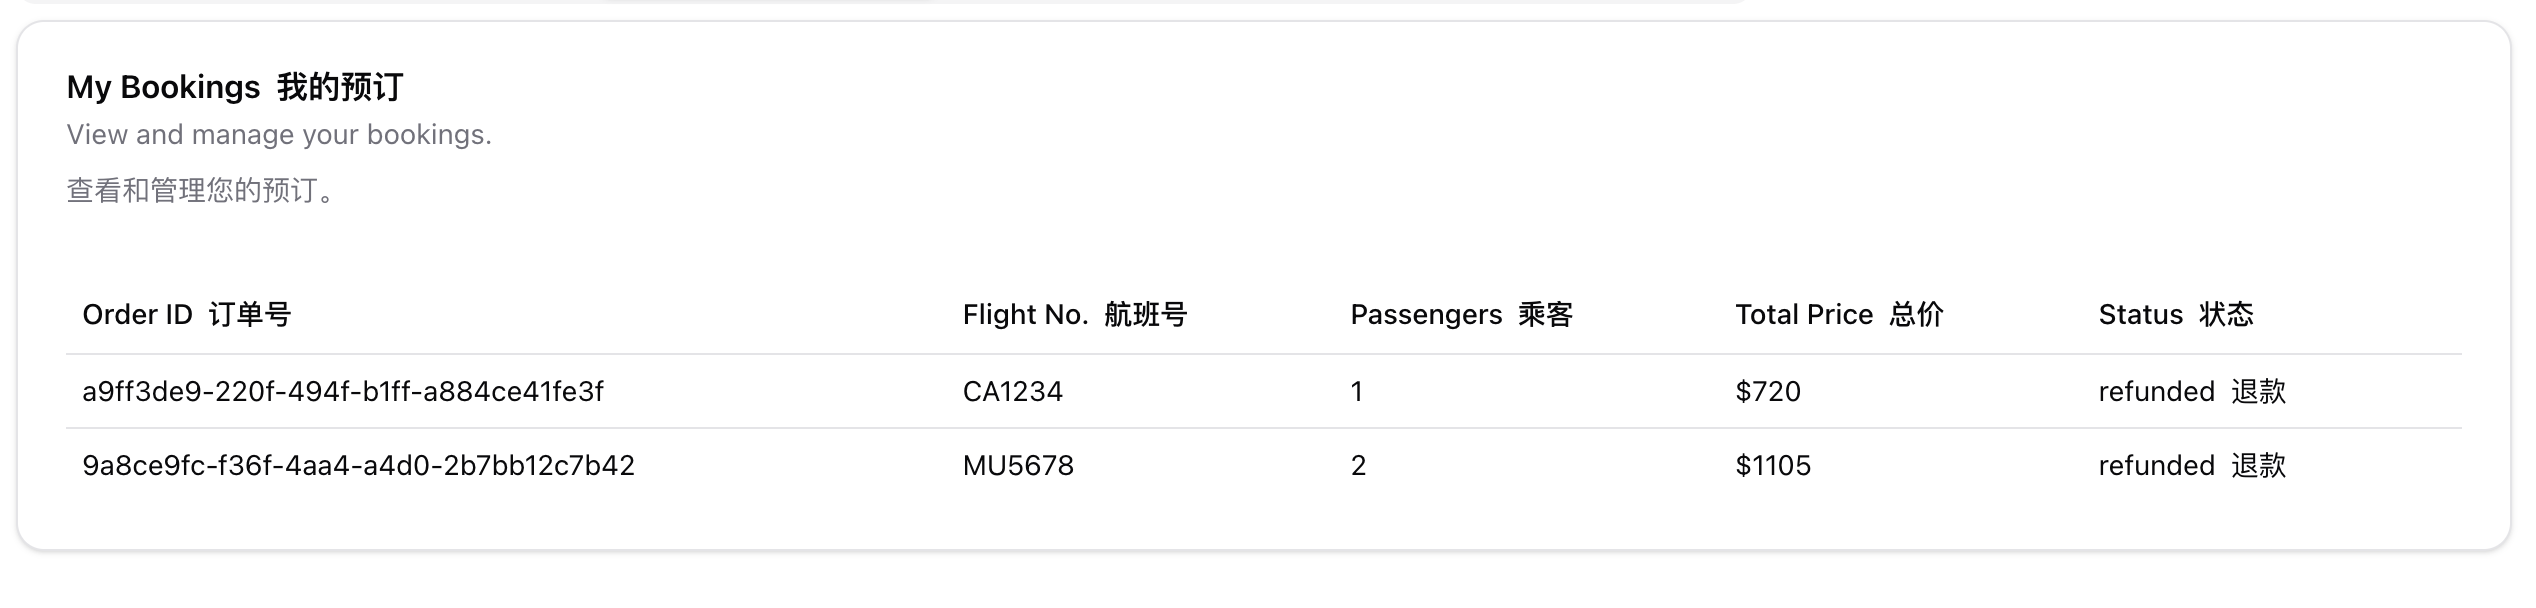 My Bookings 我的预订
View and manage your bookings.
查看和管理您的预订。
Order ID 订单号 Flight No. 航班号 Passengers 乘客 Total Price 总价 Status 状态
a9ff3de9-220f-494f-b1ff-a884ce41fe3f CA1234 1 $720 refunded 退款
9a8ce9fc-f36f-4aa4-a4d0-2b7bb12c7b42 MU5678 2 $1105 refunded 退款